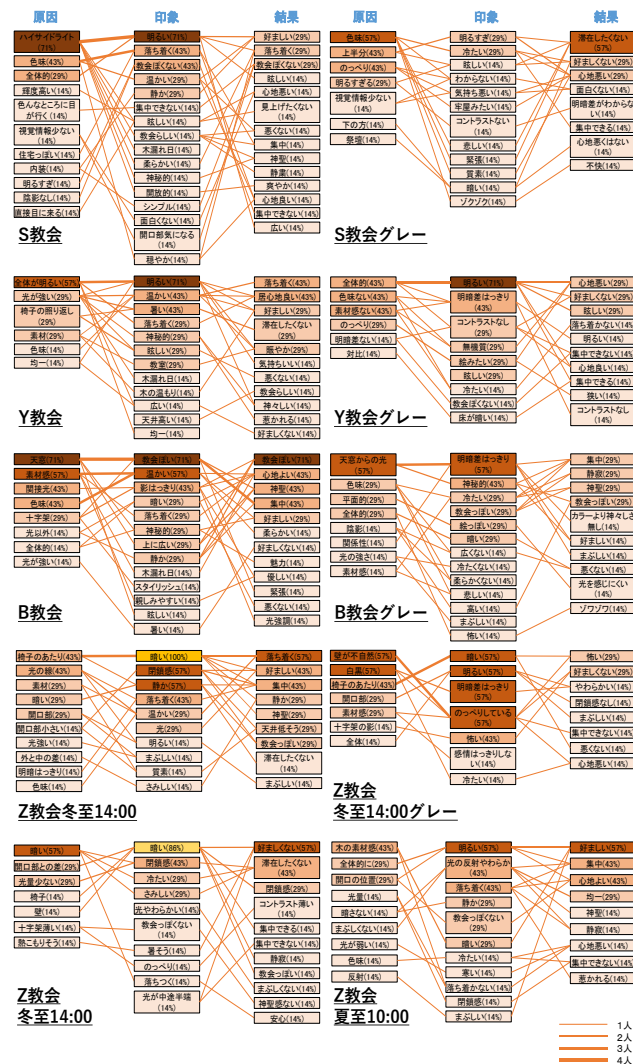 原因
印象
結果
原因
印象
結果
ハイサイドライト
(71%)
色味(43%)
全体的(29%)
輝度高い(14%)
色んなところに目
が行く(14%)
視覚情報少ない
(14%)
住宅っぽい(14%)
内装(14%)
明るすぎ(14%)
陰影なし(14%)
直接目に来る(14%)
明るい(71%)
落ち着く(43%)
教会ぽくない(43%)
温かい(29%)
静か(29%)
集中できない(14%)
眩しい(14%)
教会らしい(14%)
木漏れ日(14%)
柔らかい(14%)
神秘的(14%)
開放的(14%)
シンプル(14%)
面白くない(14%)
開口部気になる
(14%)
穏やか(14%)
好ましい(29%)
落ち着く(29%)
教会ぽくない(29%)
眩しい(14%)
心地悪い(14%)
見上げたくない
(14%)
悪くない(14%)
集中(14%)
神聖(14%)
静粛(14%)
爽やか(14%)
心地良い(14%)
集中できない(14%)
広い(14%)
S教会
色味(57%)
上半分(43%)
のっぺり(43%)
明るすぎる(29%)
視覚情報少ない
(14%)
下の方(14%)
祭壇(14%)
明るすぎ(29%)
冷たい(29%)
眩しい(14%)
わからない(14%)
気持ち悪い(14%)
牢屋みたい(14%)
コントラストない
(14%)
悲しい(14%)
緊張(14%)
質素(14%)
暗い(14%)
ゾクゾク(14%)
滞在したくない
(57%)
好ましくない(29%)
心地悪い(29%)
面白くない(14%)
明暗差がわからな
い(14%)
集中できる(14%)
心地悪くはない
(14%)
不快(14%)
S教会グレー
全体が明るい(57%)
光が強い(29%)
椅子の照り返し
(29%)
素材(29%)
色味(14%)
均一(14%)
明るい(71%)
温かい(43%)
暑い(43%)
落ち着く(29%)
神秘的(29%)
眩しい(29%)
教室(29%)
木漏れ日(14%)
木の温もり(14%)
広い(14%)
天井高い(14%)
均一(14%)
落ち着く(43%)
居心地良い(43%)
好ましい(29%)
滞在したくない
(29%)
賑やか(29%)
気持ちいい(14%)
悪くない(14%)
教会らしい(14%)
神々しい(14%)
惹かれる(14%)
好ましくない(14%)
Y教会
全体的(43%)
色味ない(43%)
素材感ない(43%)
のっぺり(29%)
明暗差ない(14%)
対比(14%)
明るい(71%)
明暗差はっきり
(43%)
コントラストなし
(29%)
無機質(29%)
絵みたい(29%)
眩しい(29%)
冷たい(14%)
教会ぽくない(14%)
床が暗い(14%)
心地悪い(29%)
好ましくない(29%)
眩しい(29%)
落ち着かない(14%)
明るい(14%)
集中できない(14%)
心地良い(14%)
集中できる(14%)
狭い(14%)
コントラストなし
(14%)
Y教会グレー
天窓(71%)
素材感(57%)
間接光(43%)
色味(43%)
十字架(29%)
光以外(14%)
全体的(14%)
光が強い(14%)
教会ぽい(71%)
温かい(57%)
影はっきり(43%)
暗い(29%)
落ち着く(29%)
神秘的(29%)
上に広い(29%)
静か(29%)
木漏れ日(14%)
スタイリッシュ(14%)
親しみやすい(14%)
眩しい(14%)
暑い(14%)
教会ぽい(71%)
心地よい(43%)
神聖(43%)
集中(43%)
好ましい(29%)
柔らかい(14%)
好ましくない(14%)
魅力(14%)
優しい(14%)
緊張(14%)
悪くない(14%)
光強調(14%)
B教会
天窓からの光
(57%)
色味(29%)
平面的(29%)
全体的(29%)
陰影(14%)
関係性(14%)
光の強さ(14%)
素材感(14%)
明暗差はっきり
(57%)
神秘的(43%)
冷たい(29%)
教会っぽい(29%)
絵っぽい(29%)
暗い(29%)
広くない(14%)
冷たくない(14%)
柔らかくない(14%)
悲しい(14%)
高い(14%)
まぶしい(14%)
怖い(14%)
集中(29%)
静寂(29%)
神聖(29%)
教会っぽい(29%)
カラーより神々しさ
無し(14%)
好ましい(14%)
まぶしい(14%)
悪くない(14%)
光を感じにくい
(14%)
ゾワゾワ(14%)
B教会グレー
椅子のあたり(43%)
光の線(43%)
素材(29%)
暗い(29%)
開口部(29%)
開口部小さい(14%)
光強い(14%)
外と中の差(14%)
明暗はっきり(14%)
色味(14%)
暗い(100%)
閉鎖感(57%)
静か(57%)
落ち着く(43%)
温かい(29%)
光(29%)
明るい(14%)
まぶしい(14%)
質素(14%)
さみしい(14%)
落ち着く(57%)
好ましい(43%)
集中(43%)
静か(29%)
神聖(29%)
天井低そう(29%)
教会っぽい(29%)
滞在したくない
(14%)
まぶしい(14%)
Z教会冬至14:00
壁が不自然(57%)
白黒(57%)
椅子のあたり(43%)
開口部(29%)
素材感(29%)
十字架の影(14%)
全体(14%)
暗い(57%)
明るい(57%)
明暗差はっきり
(57%)
のっぺりしている
(57%)
怖い(43%)
感情はっきりしな
い(14%)
冷たい(14%)
怖い(29%)
好ましくない(29%)
やわらかい(14%)
閉鎖感なし(14%)
まぶしい(14%)
集中できない(14%)
悪くない(14%)
心地悪い(14%)
Z教会
冬至14:00グレー
暗い(57%)
開口部との差(29%)
光量少ない(29%)
椅子(14%)
壁(14%)
十字架薄い(14%)
熱こもりそう(14%)
暗い(86%)
閉鎖感(43%)
冷たい(29%)
さみしい(29%)
光やわらかい(14%)
教会っぽくない
(14%)
暑そう(14%)
のっぺり(14%)
落ちつく(14%)
光が中途半端
(14%)
好ましくない(57%)
滞在したくない
(43%)
閉鎖感(29%)
コントラスト薄い
(14%)
集中できる(14%)
集中できない(14%)
静寂(14%)
教会っぽい(14%)
まぶしくない(14%)
神聖感ない(14%)
安心(14%)
Z教会
冬至14:00
木の素材感(43%)
全体的に(29%)
開口の位置(29%)
光量(14%)
暗さない(14%)
まぶしくない(14%)
光が弱い(14%)
色味(14%)
反射(14%)
明るい(57%)
光の反射やわらか
(43%)
落ち着く(43%)
静か(29%)
教会っぽくない
(29%)
暗い(29%)
冷たい(14%)
寒い(14%)
落ち着かない(14%)
閉鎖感(14%)
まぶしい(14%)
好ましい(57%)
集中(43%)
心地よい(43%)
均一(29%)
神聖(14%)
静寂(14%)
心地悪い(14%)
集中できない(14%)
惹かれる(14%)
Z教会
夏至10:00
1人
2人
3人
4人